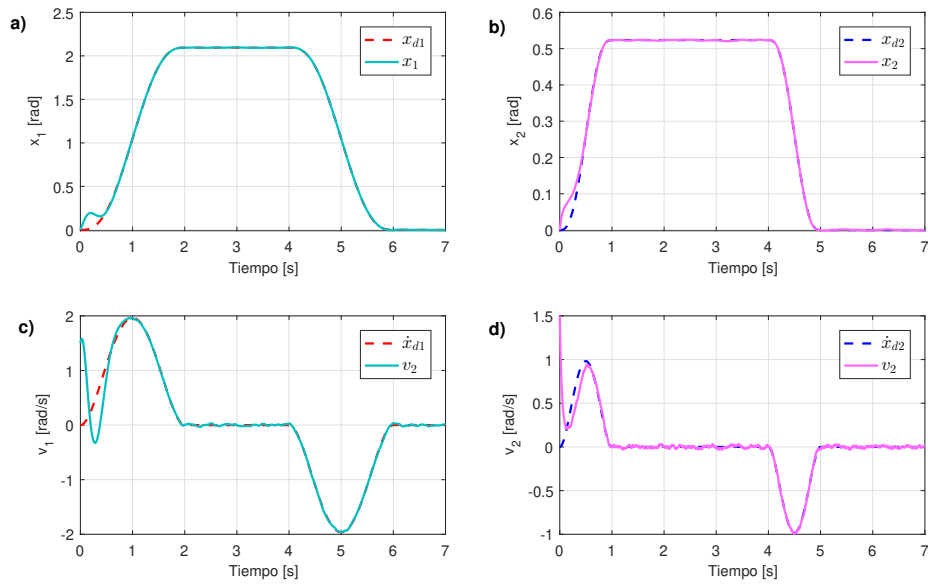 a)
2.5
2
1.5
1
0.5
0
x_1 [rad]
x_{d1}
x_1
0 1 2 3 4 5 6 7
Tiempo [s]
b)
0.6
0.5
0.4
0.3
0.2
0.1
0
x_2 [rad]
x_{d2}
x_2
0 1 2 3 4 5 6 7
Tiempo [s]
c)
2
1
0
-1
-2
v_1 [rad/s]
ẋ_{d1}
v_2
0 1 2 3 4 5 6 7
Tiempo [s]
d)
1.5
1
0.5
0
-0.5
-1
v_2 [rad/s]
ẋ_{d2}
v_2
0 1 2 3 4 5 6 7
Tiempo [s]